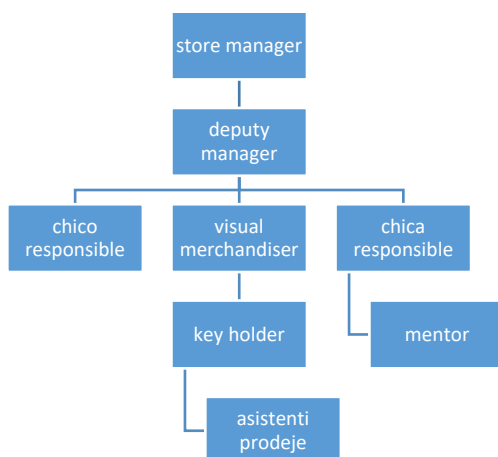 store manager
deputy
manager
chico
responsible
visual
merchandiser
chica
responsible
key holder
mentor
asistenti
prodeje